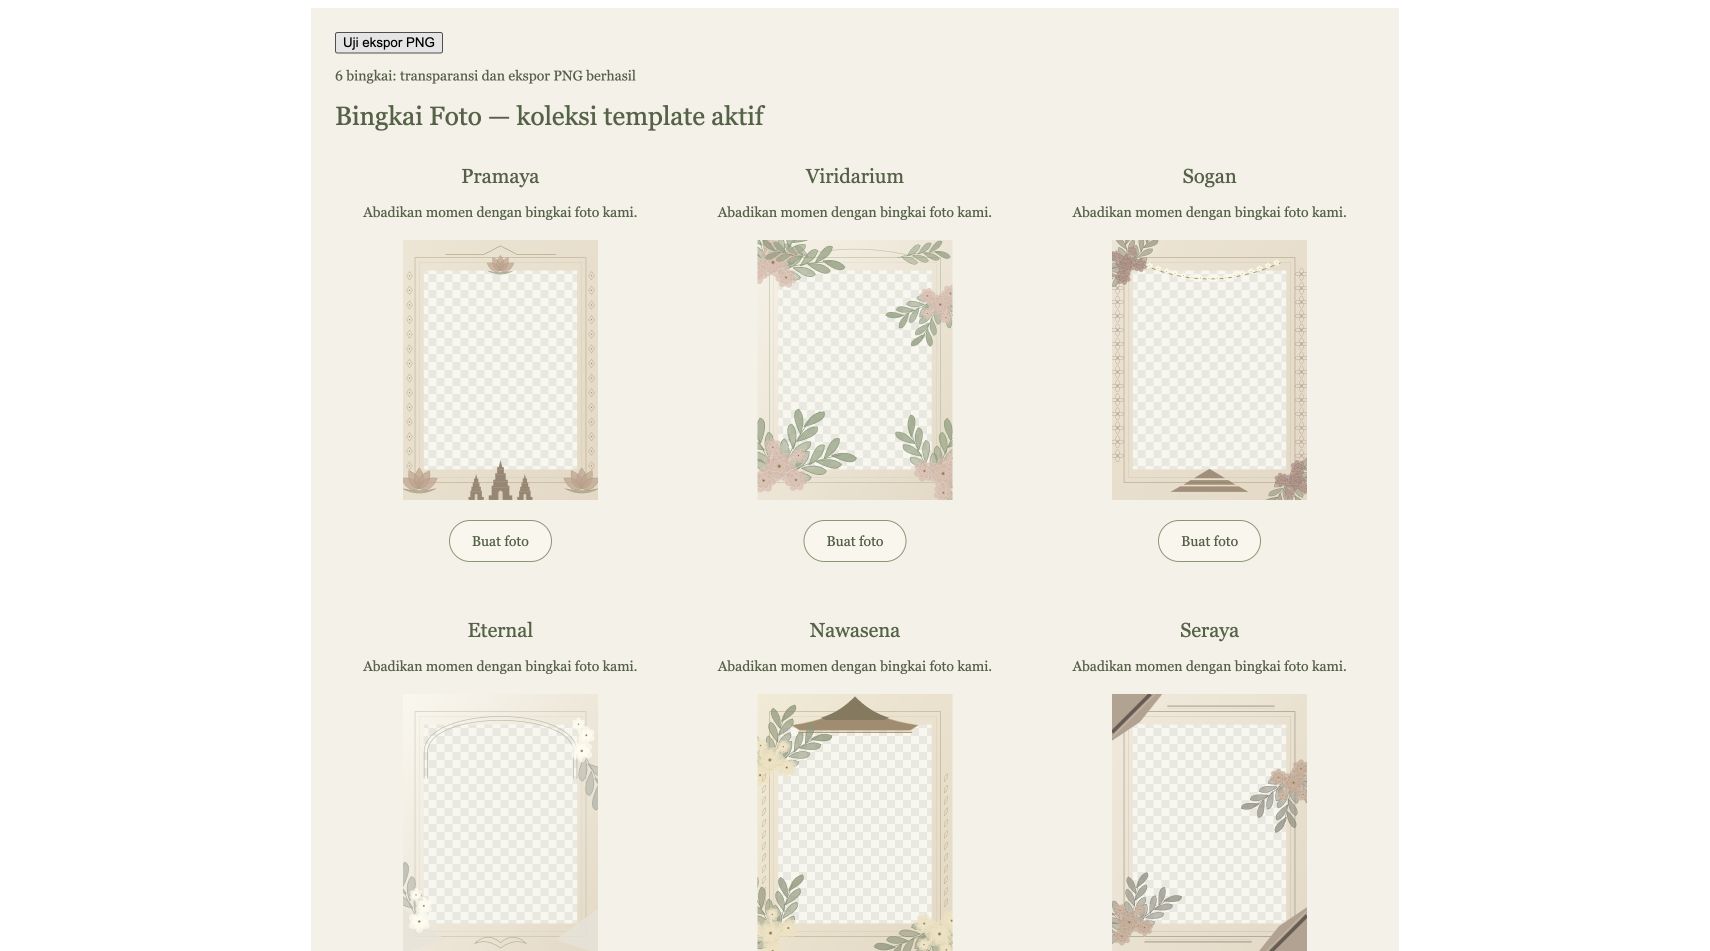 Uji ekspor PNG
6 bingkai: transparansi dan ekspor PNG berhasil
Bingkai Foto — koleksi template aktif
Pramaya
Abadikan momen dengan bingkai foto kami.
Buat foto
Viridarium
Abadikan momen dengan bingkai foto kami.
Buat foto
Sogan
Abadikan momen dengan bingkai foto kami.
Buat foto
Eternal
Abadikan momen dengan bingkai foto kami.
Nawasena
Abadikan momen dengan bingkai foto kami.
Seraya
Abadikan momen dengan bingkai foto kami.